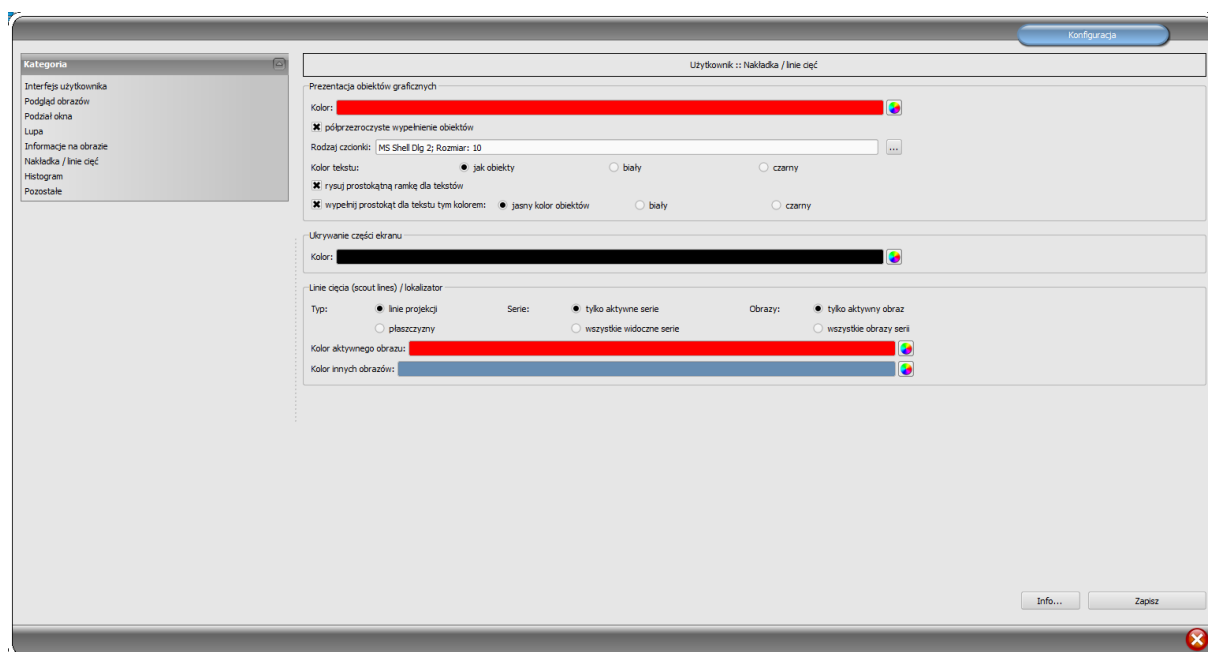 Konfiguracja
Kategoria
Interfejs użytkownika
Podgląd obrazów
Podział okna
Lupa
Informacje na obrazie
Nakładka / linie cięć
Histogram
Pozostałe
Użytkownik :: Nakładka / linie cięć
Prezentacja obiektów graficznych
Kolor:
półprzezroczyste wypełnienie obiektów
Rodzaj czcionki: MS Shell Dlg 2; Rozmiar: 10 ...
Kolor tekstu: jak obiekty biały czarny
rysuj prostokątną ramkę dla tekstów
wypełnij prostokąt dla tekstu tym kolorem: jasny kolor obiektów biały czarny
Ukrywanie części ekranu
Kolor:
Linie cięcia (scout lines) / lokalizator
Typ: linie projekcji Serie: tylko aktywne serie Obrazy: tylko aktywny obraz
płaszczyzny wszystkie widoczne serie wszystkie obrazy serii
Kolor aktywnego obrazu:
Kolor innych obrazów:
Info... Zapisz